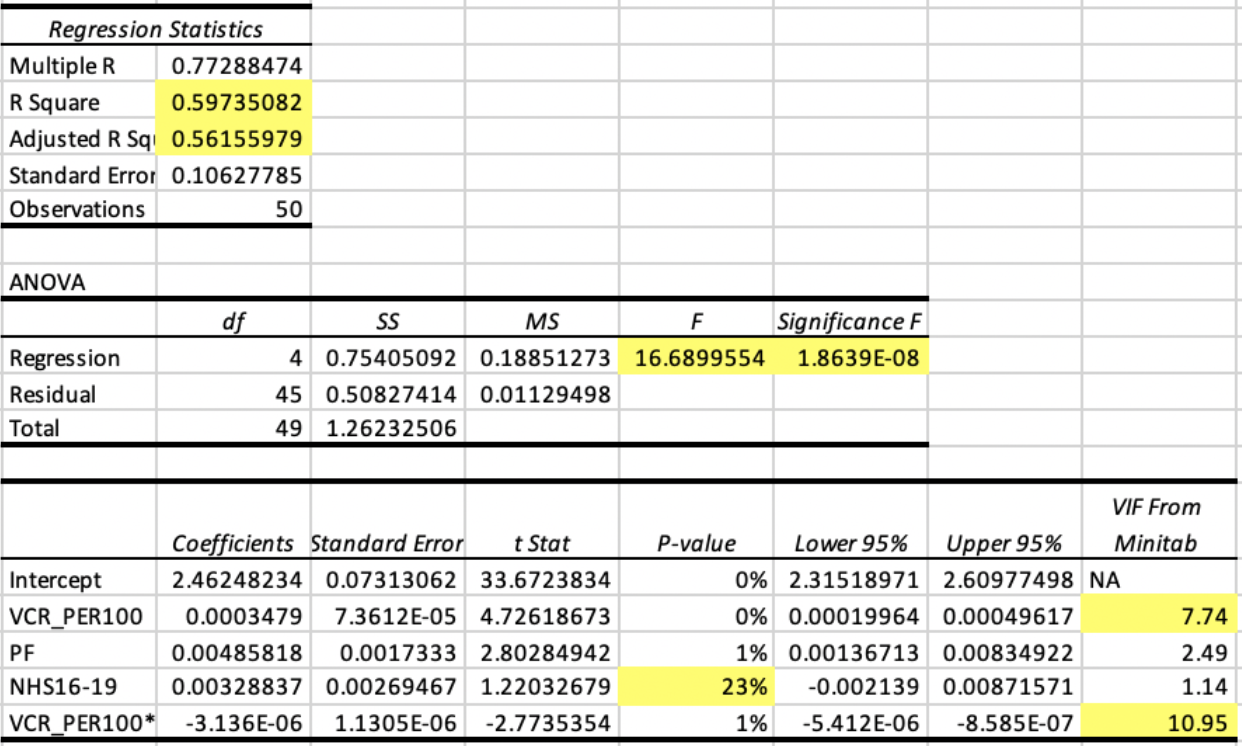 Regression Statistics
Multiple R 0.77288474
R Square 0.59735082
Adjusted R Squ 0.56155979
Standard Error 0.10627785
Observations 50
ANOVA
df SS MS F Significance F
Regression 4 0.75405092 0.18851273 16.6899554 1.8639E-08
Residual 45 0.50827414 0.01129498
Total 49 1.26232506
VIF From
Coefficients Standard Error t Stat P-value Lower 95% Upper 95% Minitab
Intercept 2.46248234 0.07313062 33.6723834 0% 2.31518971 2.60977498 NA
VCR_PER100 0.0003479 7.3612E-05 4.72618673 0% 0.00019964 0.00049617 7.74
PF 0.00485818 0.0017333 2.80284942 1% 0.00136713 0.00834922 2.49
NHS16-19 0.00328837 0.00269467 1.22032679 23% -0.002139 0.00871571 1.14
VCR_PER100* -3.136E-06 1.1305E-06 -2.7735354 1% -5.412E-06 -8.585E-07 10.95